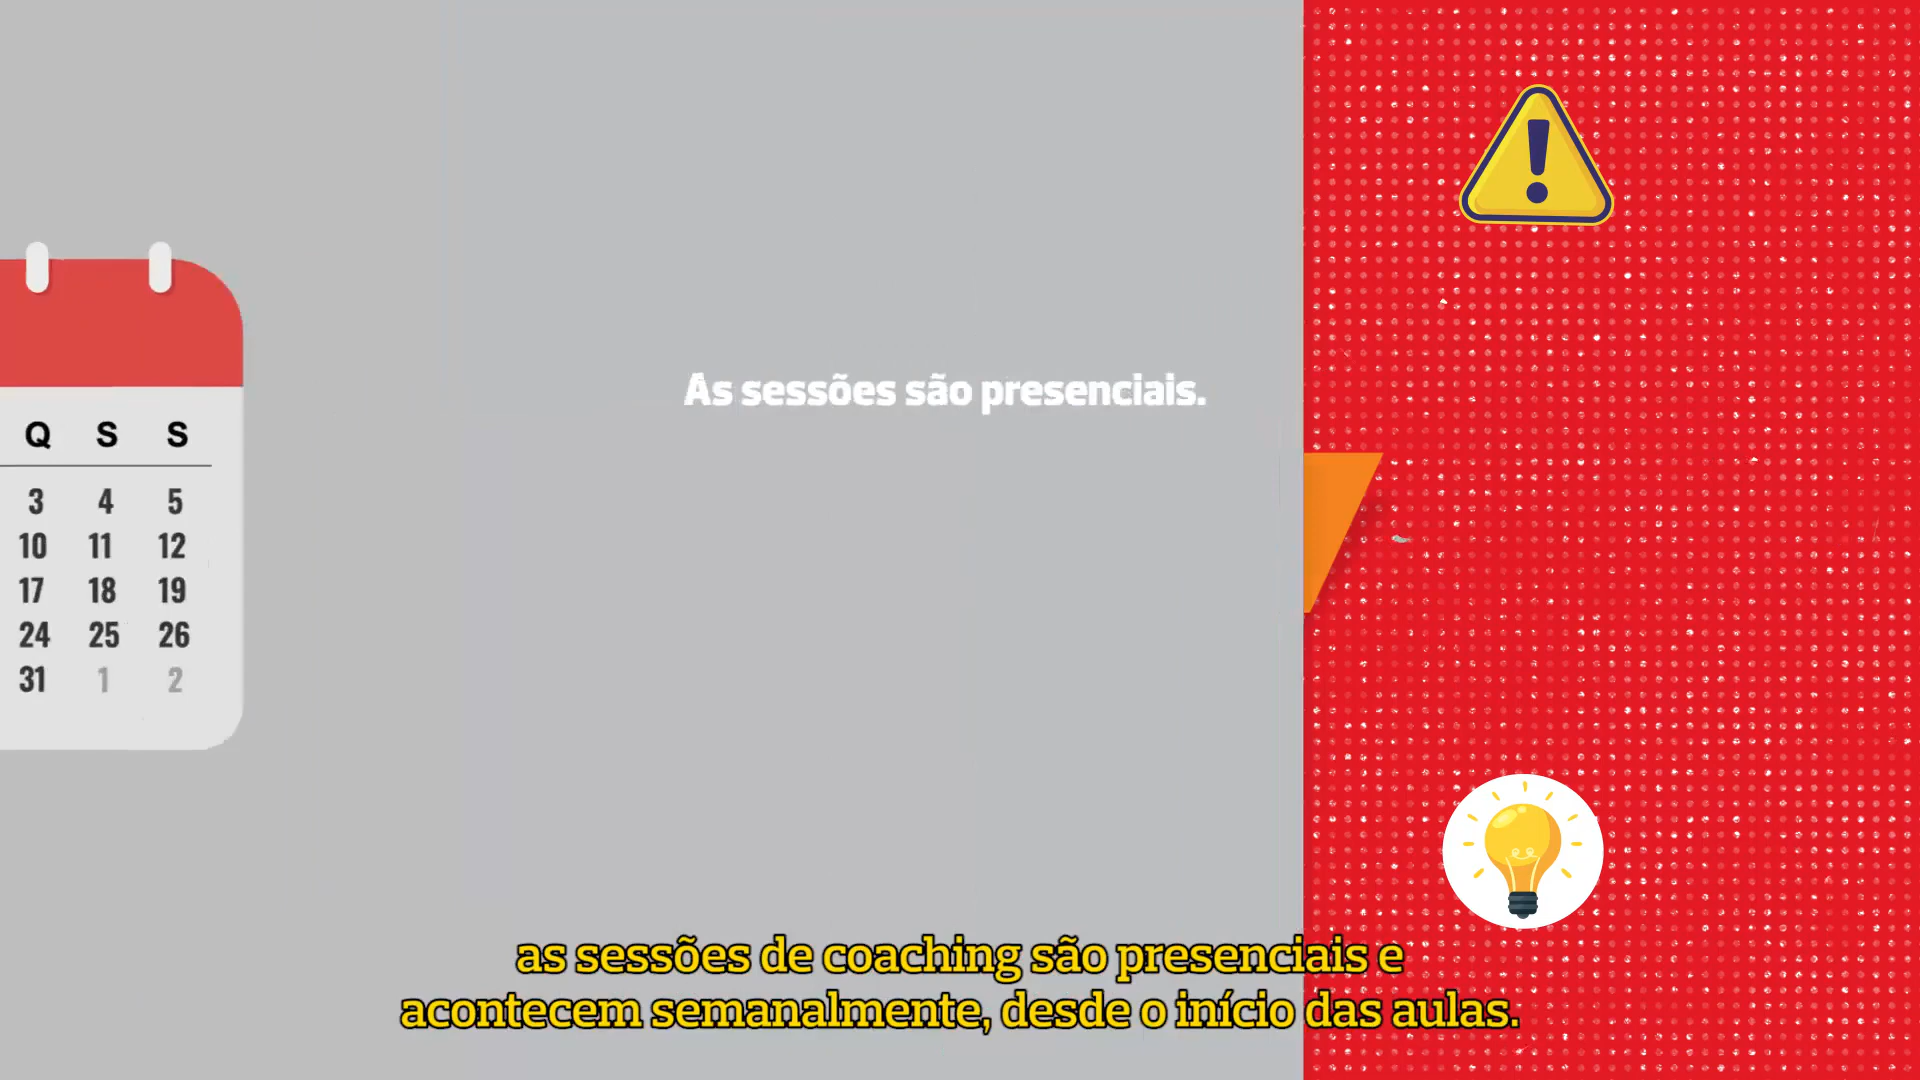 As sessões são presenciais.
Q S S
3 4 5
10 11 12
17 18 19
24 25 26
31 1 2
as sessões de coaching são presenciais e
acontecem semanalmente, desde o início das aulas.